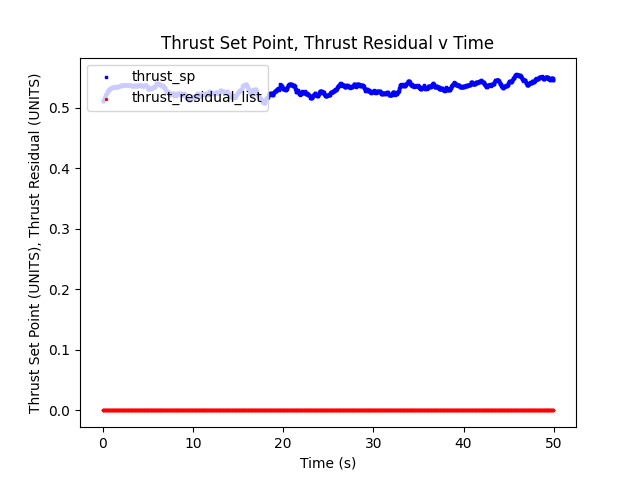 Thrust Set Point, Thrust Residual v Time
thrust_sp
thrust_residual_list
Thrust Set Point (UNITS), Thrust Residual (UNITS)
0.5
0.4
0.3
0.2
0.1
0.0
0 10 20 30 40 50
Time (s)